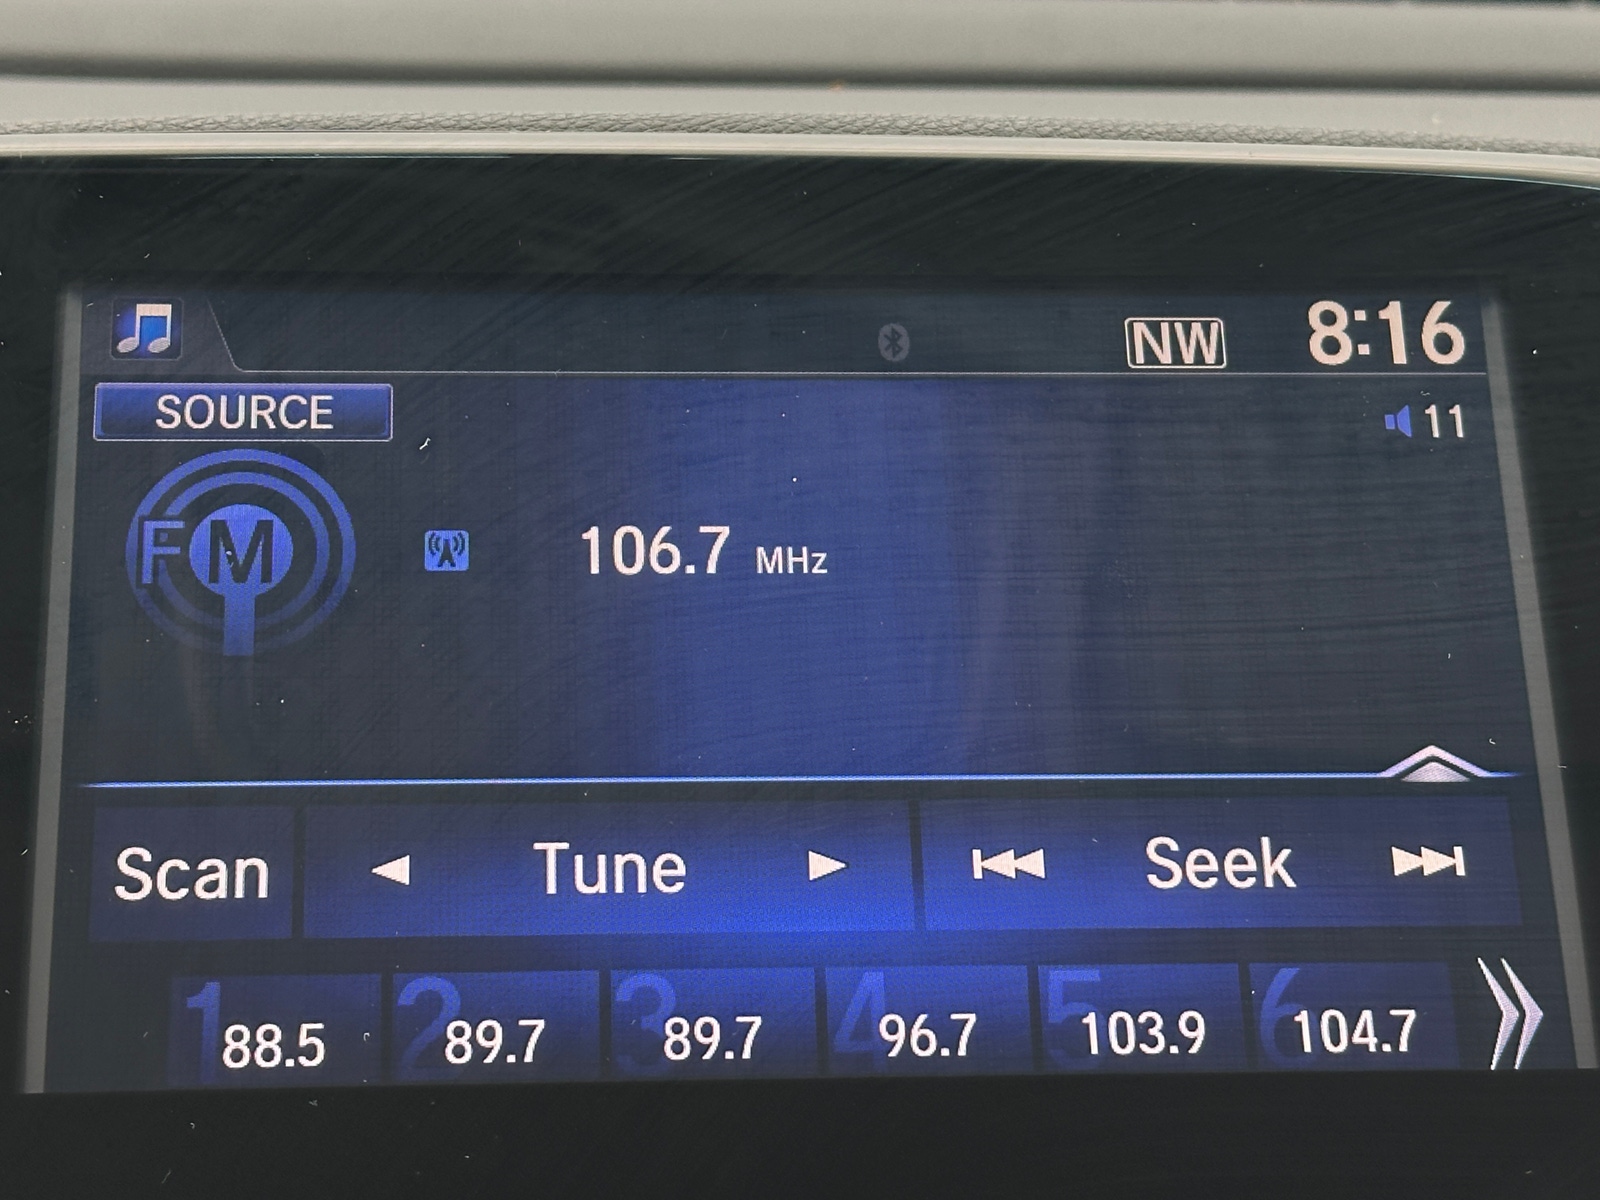 NW 8:16
SOURCE 11
FM 106.7 MHz
Scan Tune Seek
1 88.5 2 89.7 3 89.7 4 96.7 5 103.9 6 104.7